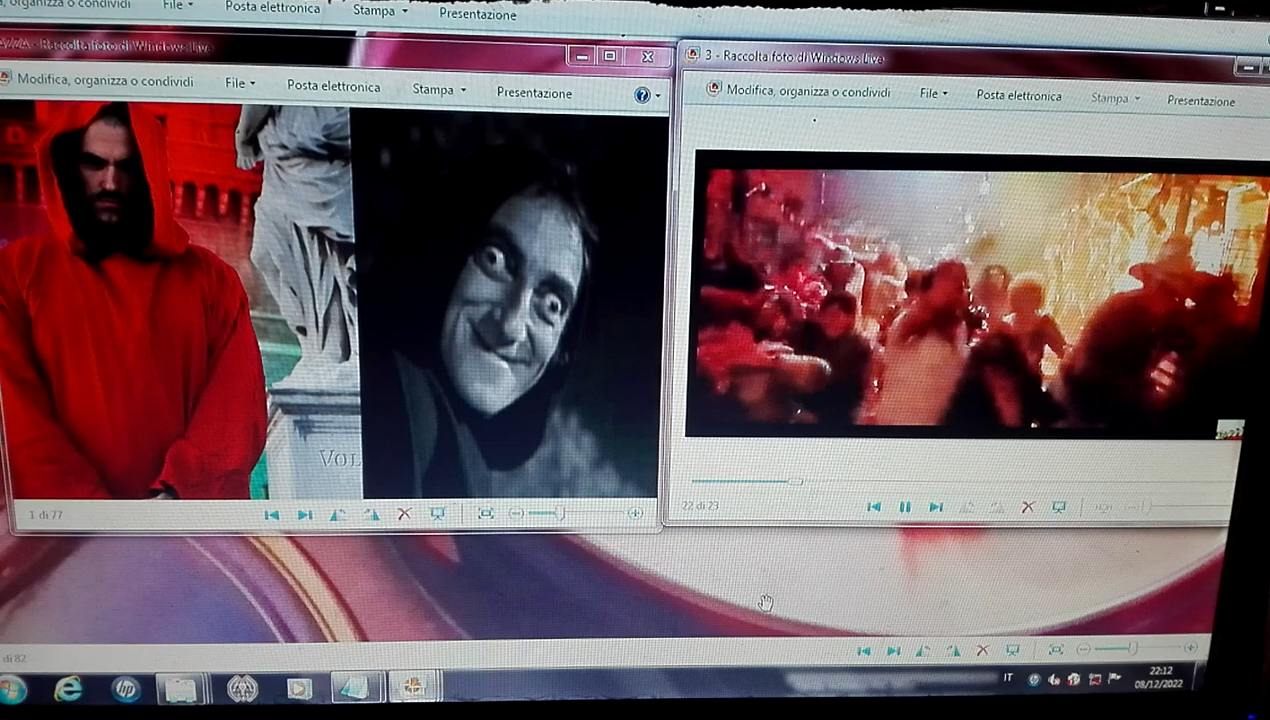 organizza o condividi File Posta elettronica Stampa Presentazione
AZZA - Raccolta foto di Windows Live
Modifica, organizza o condividi File Posta elettronica Stampa Presentazione
VOL
1 di 77
3 - Raccolta foto di Windows Live
Modifica, organizza o condividi File Posta elettronica Stampa Presentazione
22 di 23
di 82
hp
IT
22:12
08/12/2022